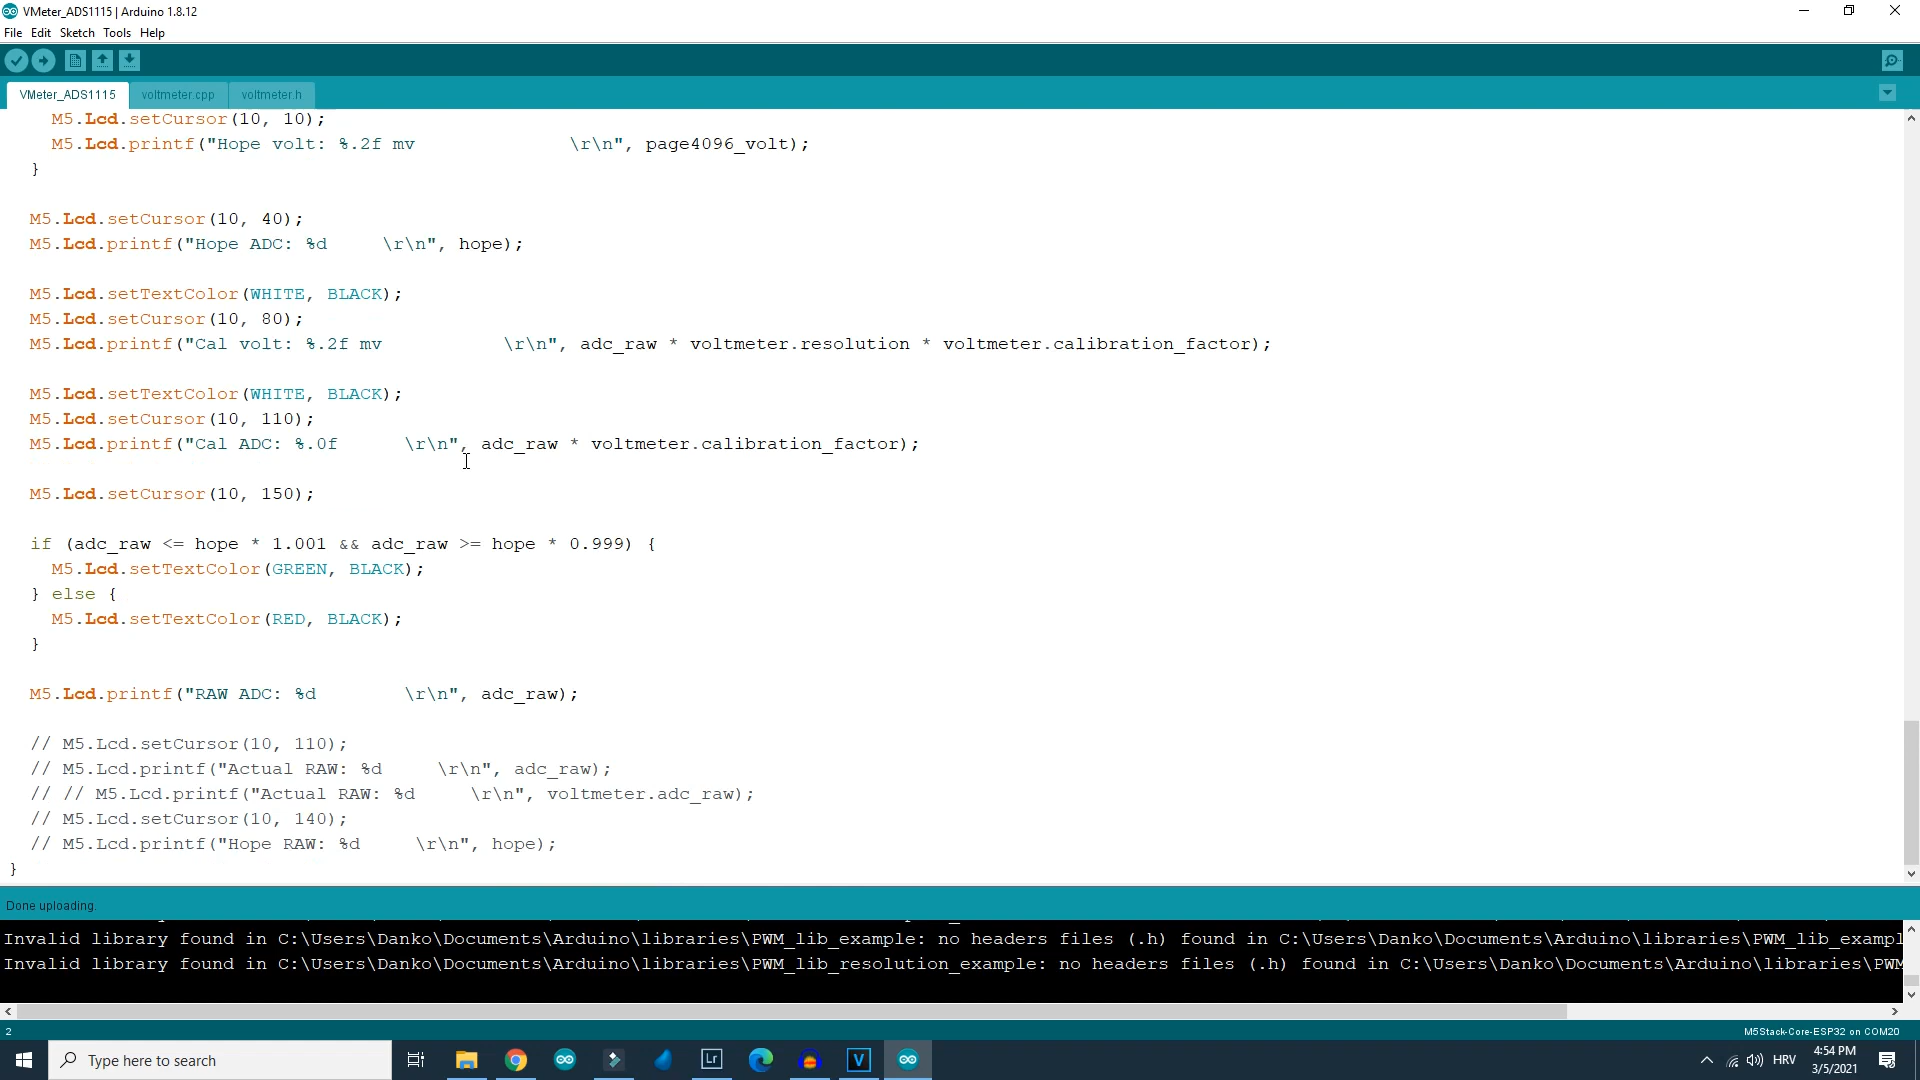 VMeter_ADS1115 | Arduino 1.8.12
File Edit Sketch Tools Help
VMeter_ADS1115 voltmeter.cpp voltmeter.h
M5.Lcd.setCursor(10, 10);
M5.Lcd.printf("Hope volt: %.2f mv              \r\n", page4096_volt);
}
M5.Lcd.setCursor(10, 40);
M5.Lcd.printf("Hope ADC: %d     \r\n", hope);
M5.Lcd.setTextColor(WHITE, BLACK);
M5.Lcd.setCursor(10, 80);
M5.Lcd.printf("Cal volt: %.2f mv           \r\n", adc_raw * voltmeter.resolution * voltmeter.calibration_factor);
M5.Lcd.setTextColor(WHITE, BLACK);
M5.Lcd.setCursor(10, 110);
M5.Lcd.printf("Cal ADC: %.0f      \r\n", adc_raw * voltmeter.calibration_factor);
M5.Lcd.setCursor(10, 150);
if (adc_raw <= hope * 1.001 && adc_raw >= hope * 0.999) {
M5.Lcd.setTextColor(GREEN, BLACK);
} else {
M5.Lcd.setTextColor(RED, BLACK);
}
M5.Lcd.printf("RAW ADC: %d        \r\n", adc_raw);
// M5.Lcd.setCursor(10, 110);
// M5.Lcd.printf("Actual RAW: %d     \r\n", adc_raw);
// // M5.Lcd.printf("Actual RAW: %d     \r\n", voltmeter.adc_raw);
// M5.Lcd.setCursor(10, 140);
// M5.Lcd.printf("Hope RAW: %d     \r\n", hope);
}
Done uploading.
Invalid library found in C:\Users\Danko\Documents\Arduino\libraries\PWM_lib_example: no headers files (.h) found in C:\Users\Danko\Documents\Arduino\libraries\PWM_lib_exampl
Invalid library found in C:\Users\Danko\Documents\Arduino\libraries\PWM_lib_resolution_example: no headers files (.h) found in C:\Users\Danko\Documents\Arduino\libraries\PWM
2
M5Stack-Core-ESP32 on COM20
Type here to search
Lr
V
HRV
4:54 PM
3/5/2021